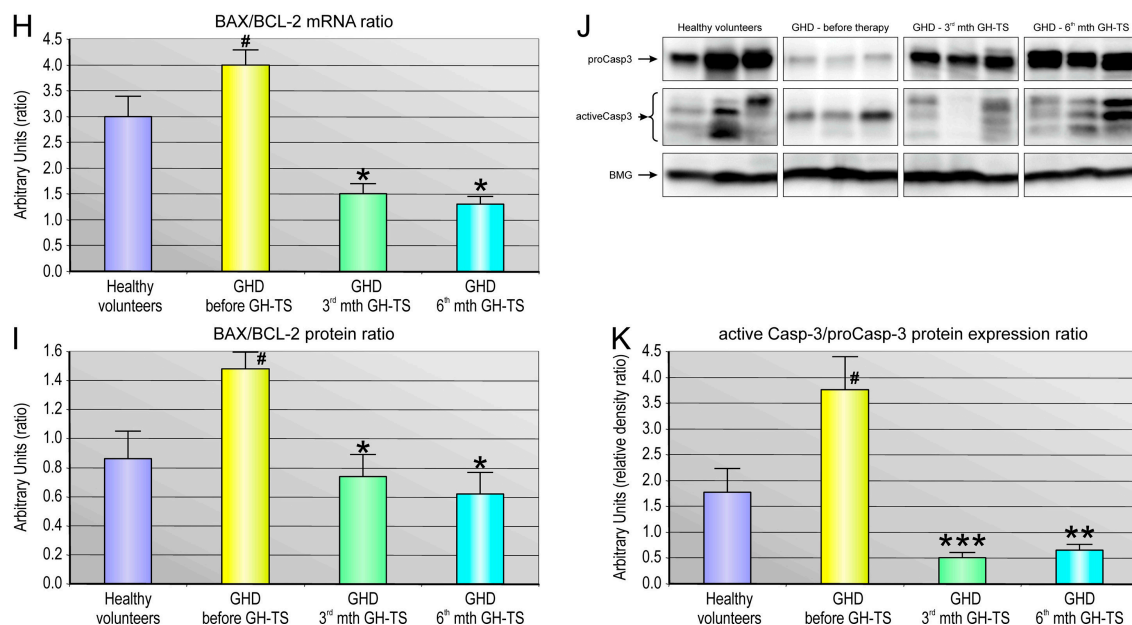 H
BAX/BCL-2 mRNA ratio
Arbitrary Units (ratio)
4.5
4.0
3.5
3.0
2.5
2.0
1.5
1.0
0.5
0.0
#
*
*
Healthy volunteers
GHD before GH-TS
GHD 3rd mth GH-TS
GHD 6th mth GH-TS
J
Healthy volunteers
GHD - before therapy
GHD - 3rd mth GH-TS
GHD - 6th mth GH-TS
proCasp3
activeCasp3
BMG
I
BAX/BCL-2 protein ratio
Arbitrary Units (ratio)
1.6
1.4
1.2
1.0
0.8
0.6
0.4
0.2
0.0
#
*
*
Healthy volunteers
GHD before GH-TS
GHD 3rd mth GH-TS
GHD 6th mth GH-TS
K
active Casp-3/proCasp-3 protein expression ratio
Arbitrary Units (relative density ratio)
4.5
4.0
3.5
3.0
2.5
2.0
1.5
1.0
0.5
0.0
#
***
**
Healthy volunteers
GHD before GH-TS
GHD 3rd mth GH-TS
GHD 6th mth GH-TS